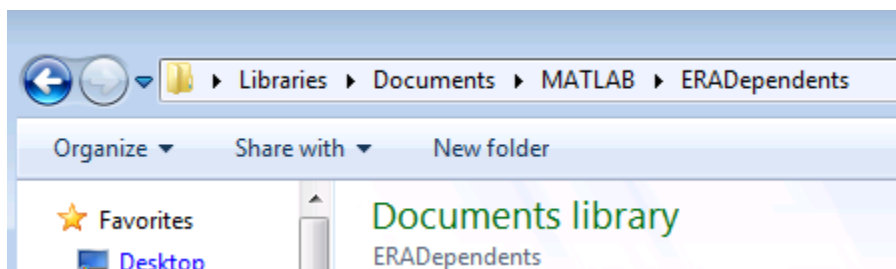 Libraries Documents MATLAB ERADependents
Organize Share with New folder
Favorites
Documents library
Desktop
ERADependents